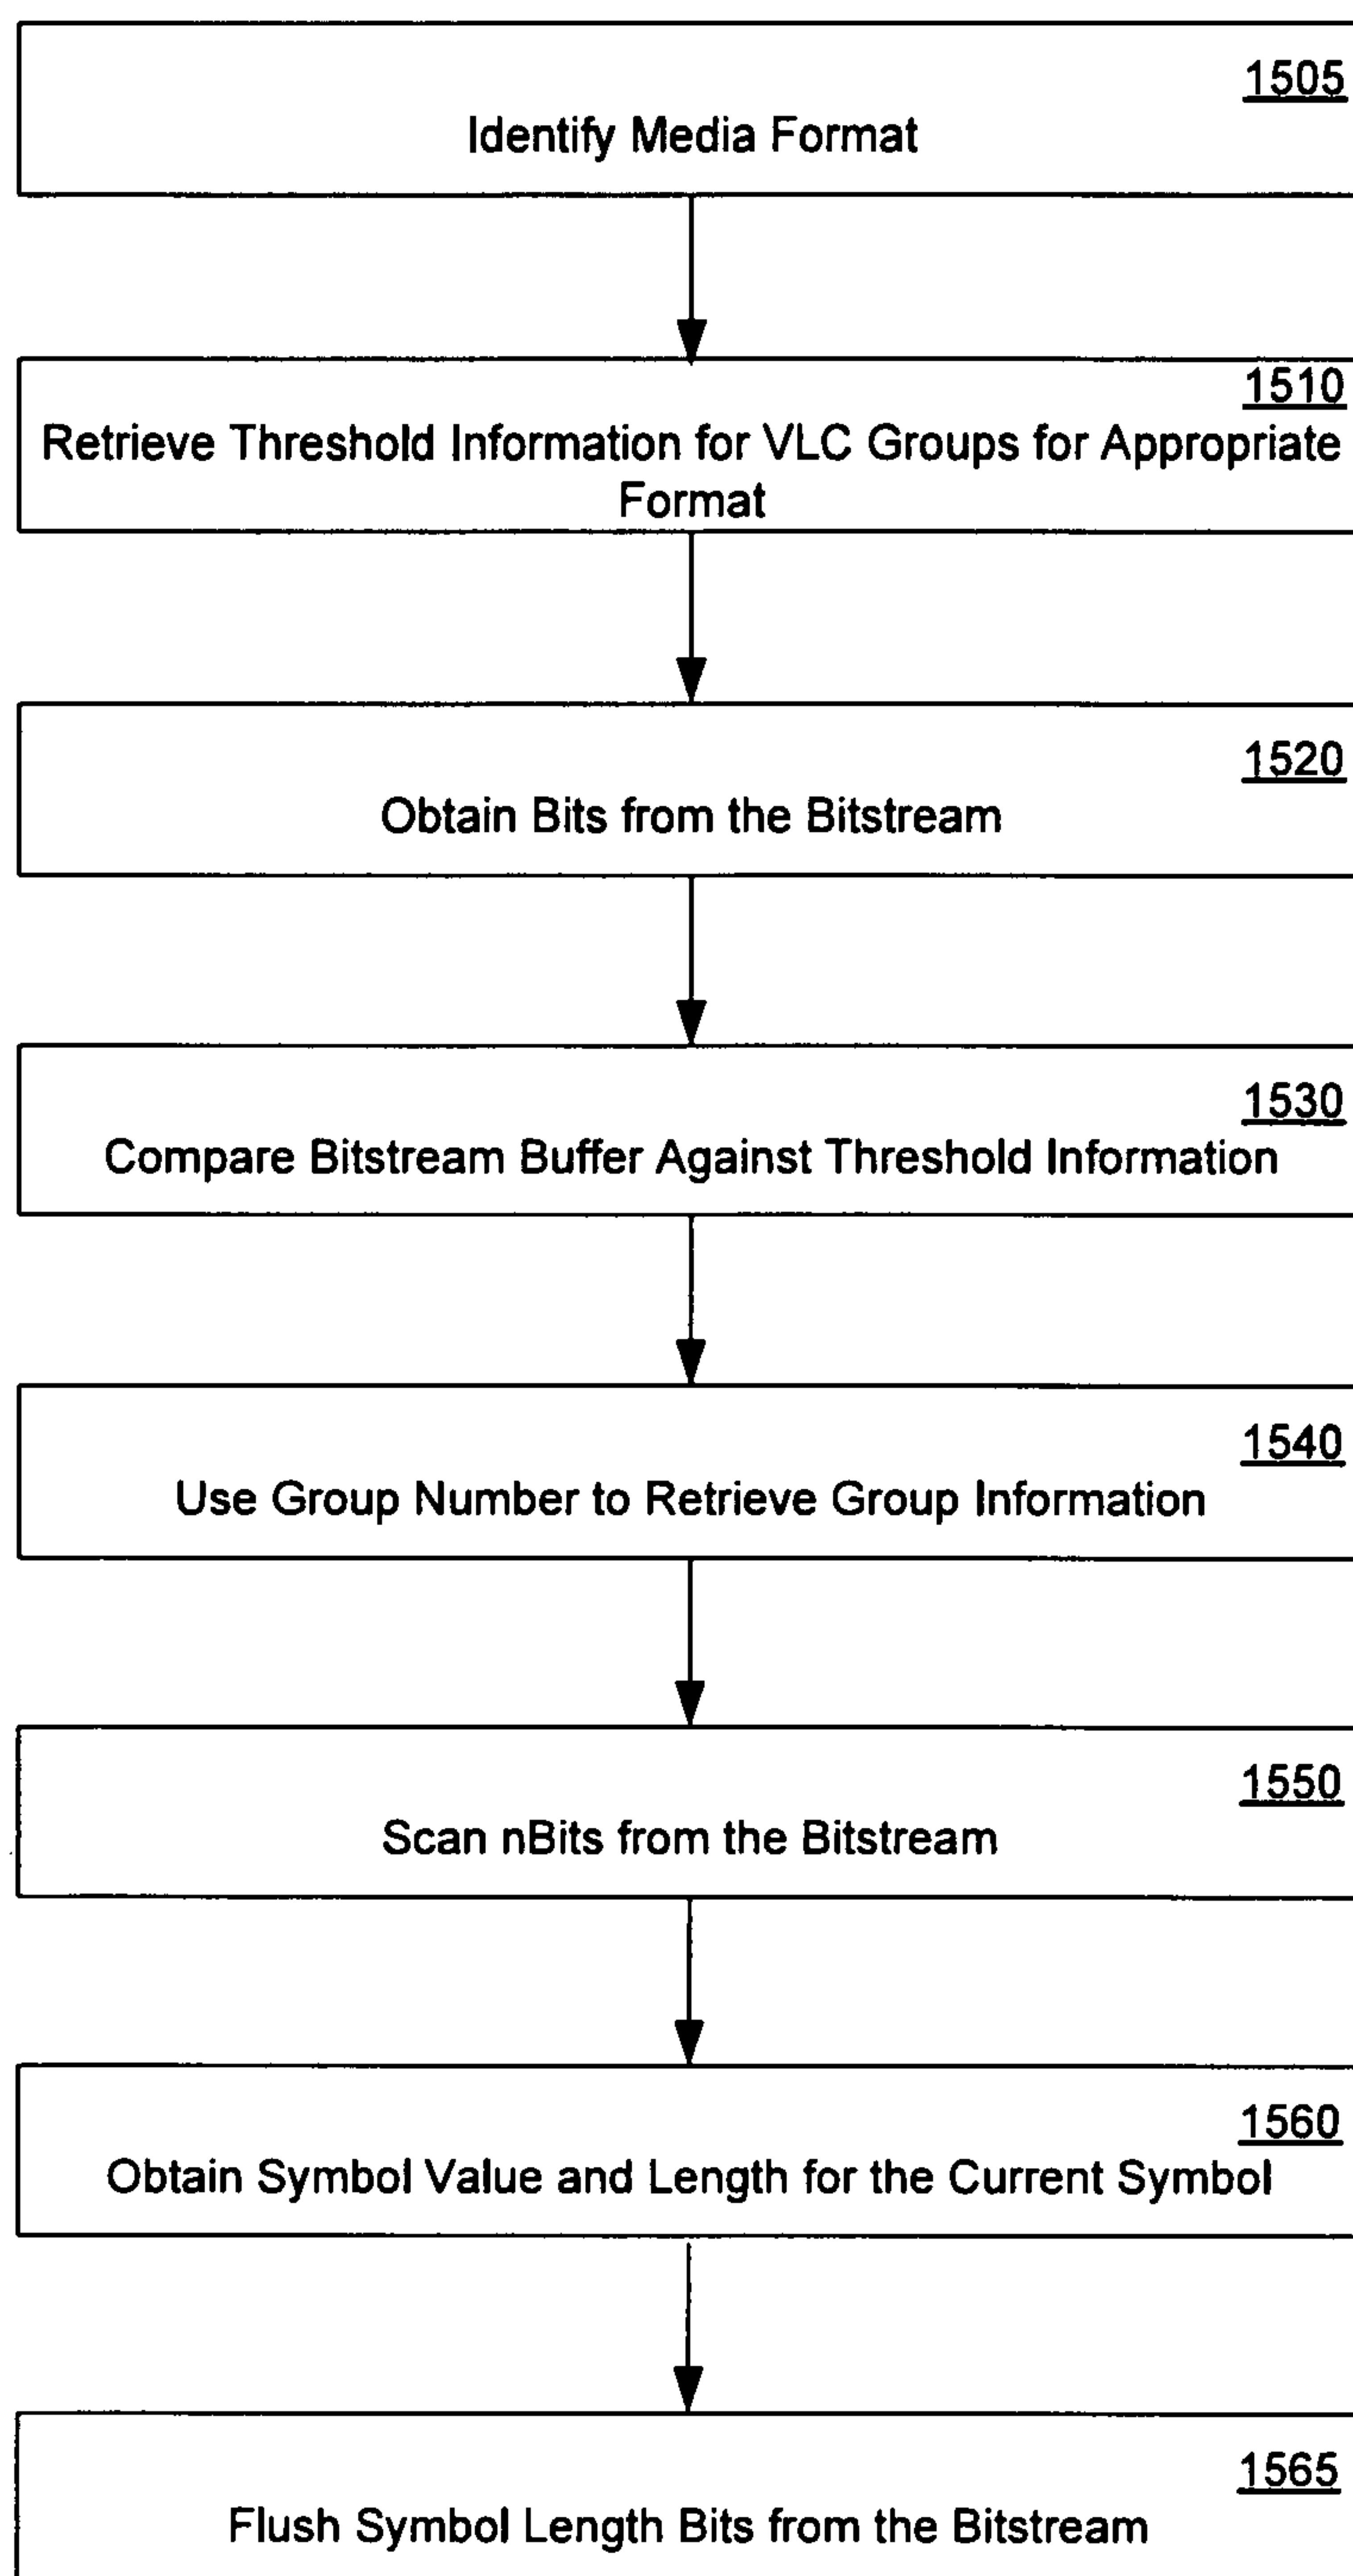 1505
Identify Media Format
1510
Retrieve Threshold Information for VLC Groups for Appropriate
Format
1520
Obtain Bits from the Bitstream
1530
Compare Bitstream Buffer Against Threshold Information
1540
Use Group Number to Retrieve Group Information
1550
Scan nBits from the Bitstream
1560
Obtain Symbol Value and Length for the Current Symbol
1565
Flush Symbol Length Bits from the Bitstream